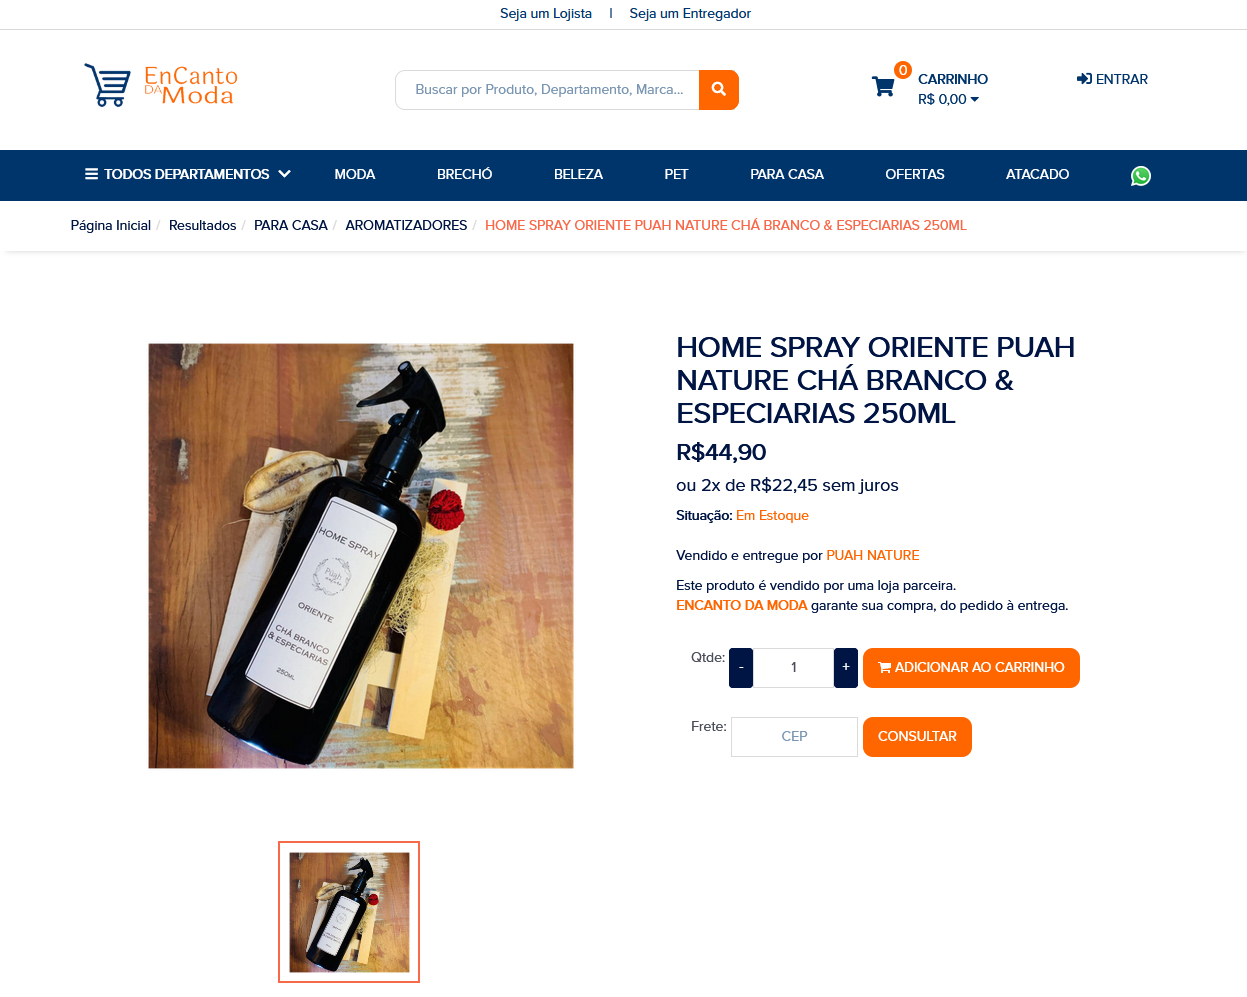 Seja um Lojista | Seja um Entregador
EnCanto
DA Moda
Buscar por Produto, Departamento, Marca...
0
CARRINHO
R$ 0,00
ENTRAR
TODOS DEPARTAMENTOS MODA BRECHÓ BELEZA PET PARA CASA OFERTAS ATACADO
Página Inicial / Resultados / PARA CASA / AROMATIZADORES / HOME SPRAY ORIENTE PUAH NATURE CHÁ BRANCO & ESPECIARIAS 250ML
HOME SPRAY
Puah
nature
ORIENTE
CHÁ BRANCO
& ESPECIARIAS
250ML
HOME SPRAY ORIENTE PUAH
NATURE CHÁ BRANCO &
ESPECIARIAS 250ML
R$44,90
ou 2x de R$22,45 sem juros
Situação: Em Estoque
Vendido e entregue por PUAH NATURE
Este produto é vendido por uma loja parceira.
ENCANTO DA MODA garante sua compra, do pedido à entrega.
Qtde: - 1 + ADICIONAR AO CARRINHO
Frete: CEP CONSULTAR